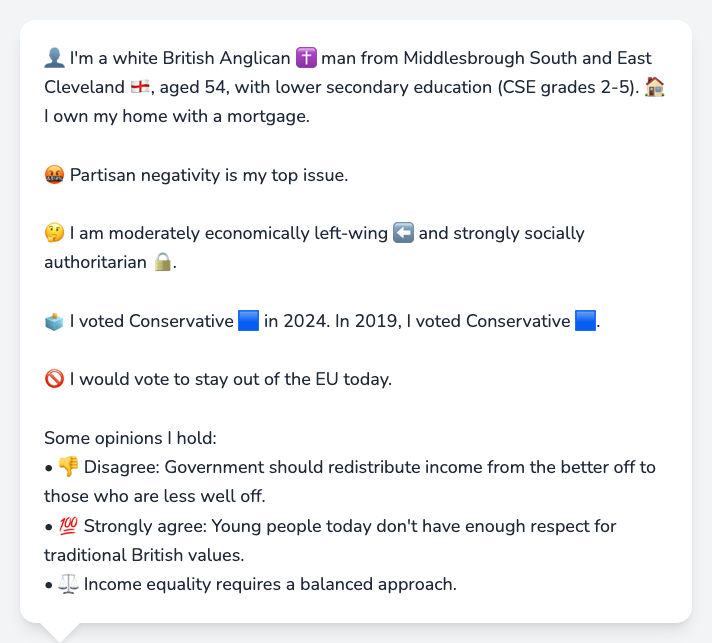 👤 I'm a white British Anglican ✝️ man from Middlesbrough South and East
Cleveland 🏴󠁧󠁢󠁥󠁮󠁧󠁿, aged 54, with lower secondary education (CSE grades 2-5). 🏠
I own my home with a mortgage.
🤬 Partisan negativity is my top issue.
🤔 I am moderately economically left-wing ⬅️ and strongly socially
authoritarian 🔒.
🗳️ I voted Conservative 🟦 in 2024. In 2019, I voted Conservative 🟦.
🚫 I would vote to stay out of the EU today.
Some opinions I hold:
• 👎 Disagree: Government should redistribute income from the better off to
those who are less well off.
• 💯 Strongly agree: Young people today don't have enough respect for
traditional British values.
• ⚖️ Income equality requires a balanced approach.